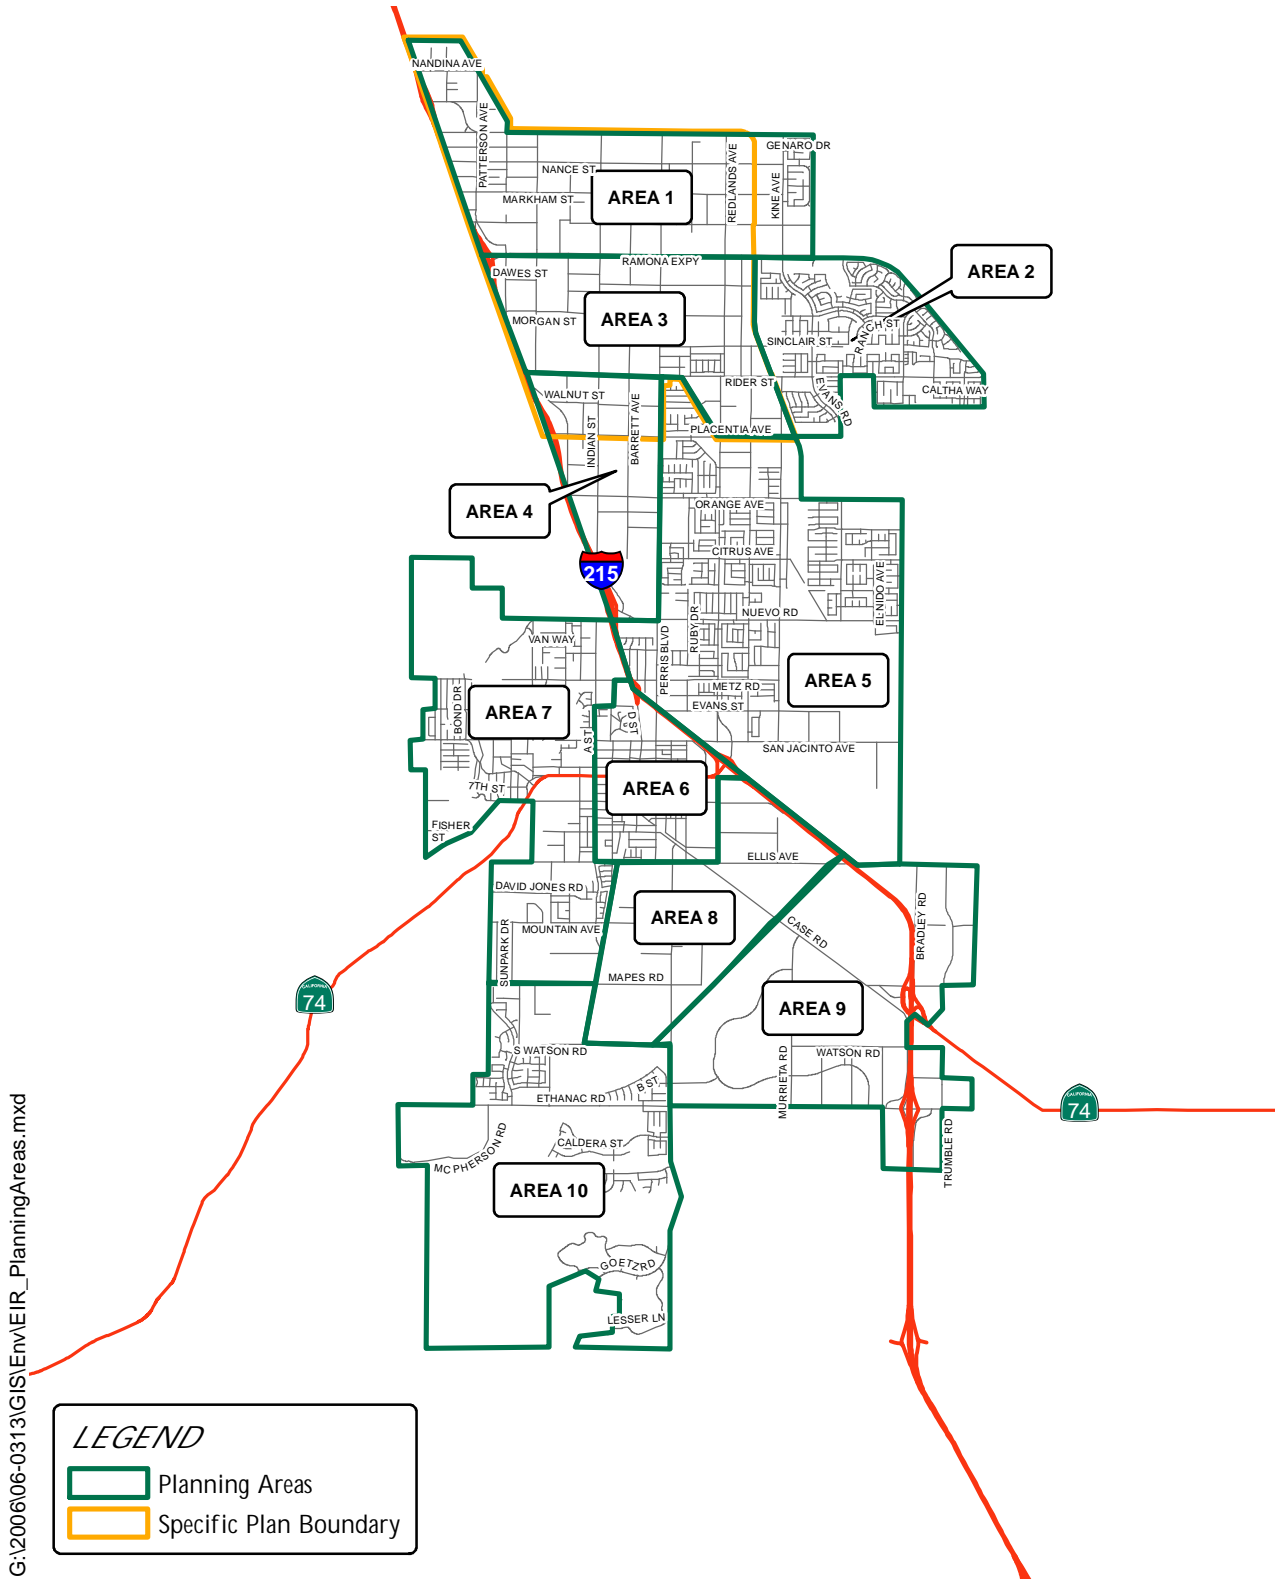 NANDINA AVE
PATTERSON AVE
GENARO DR
REDLANDS AVE
NANCE ST
AREA 1
KINE AVE
MARKHAM ST
RAMONA EXPY
AREA 2
DAWES ST
AREA 3
MORGAN ST
RANCH ST
SINCLAIR ST
RIDER ST
EVANS RD
CALTHA WAY
WALNUT ST
INDIAN ST
BARRETT AVE
PLACENTIA AVE
AREA 4
ORANGE AVE
CITRUS AVE
215
EL NIDO AVE
RUBY DR
NUEVO RD
VAN WAY
PERRIS BLVD
AREA 5
METZ RD
BOND DR
AREA 7
EVANS ST
D ST
A ST
SAN JACINTO AVE
7TH ST
AREA 6
FISHER
ST
ELLIS AVE
DAVID JONES RD
AREA 8
BRADLEY RD
CASE RD
SUNPARK DR
MOUNTAIN AVE
MAPES RD
CALIFORNIA
74
AREA 9
S WATSON RD
MURRIETA RD
WATSON RD
B ST
ETHANAC RD
CALIFORNIA
74
MC PHERSON RD
CALDERA ST
TRUMBLE RD
AREA 10
GOETZ RD
LESSER LN
G:\2006\06-0313\GIS\Env\EIR_PlanningAreas.mxd
LEGEND
Planning Areas
Specific Plan Boundary